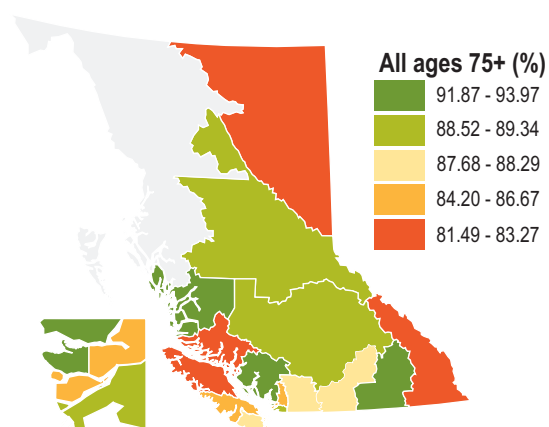 All ages 75+ (%)
91.87 - 93.97
88.52 - 89.34
87.68 - 88.29
84.20 - 86.67
81.49 - 83.27